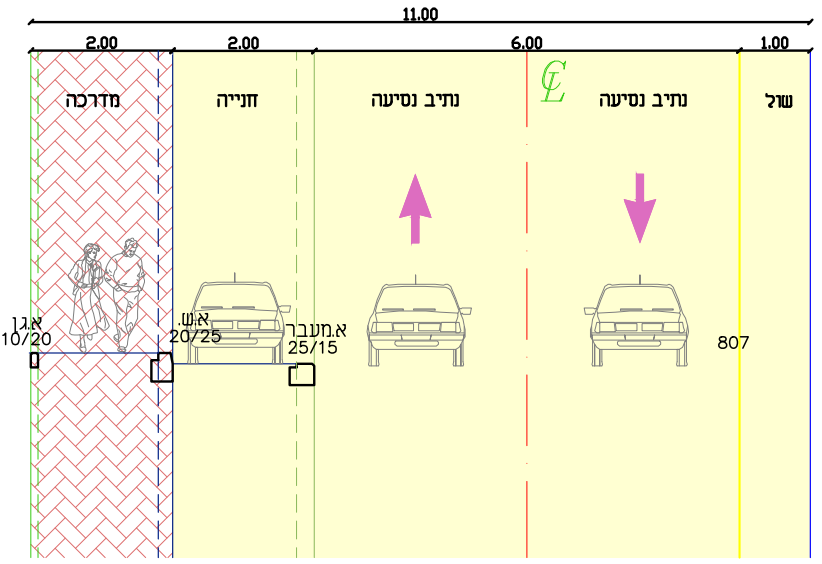 11.00
2.00
2.00
6.00
1.00
מדרכה
חנייה
נתיב נסיעה
CL
נתיב נסיעה
שול
א.גן
10/20
א.ש.
20/25
א.מעבר
25/15
807